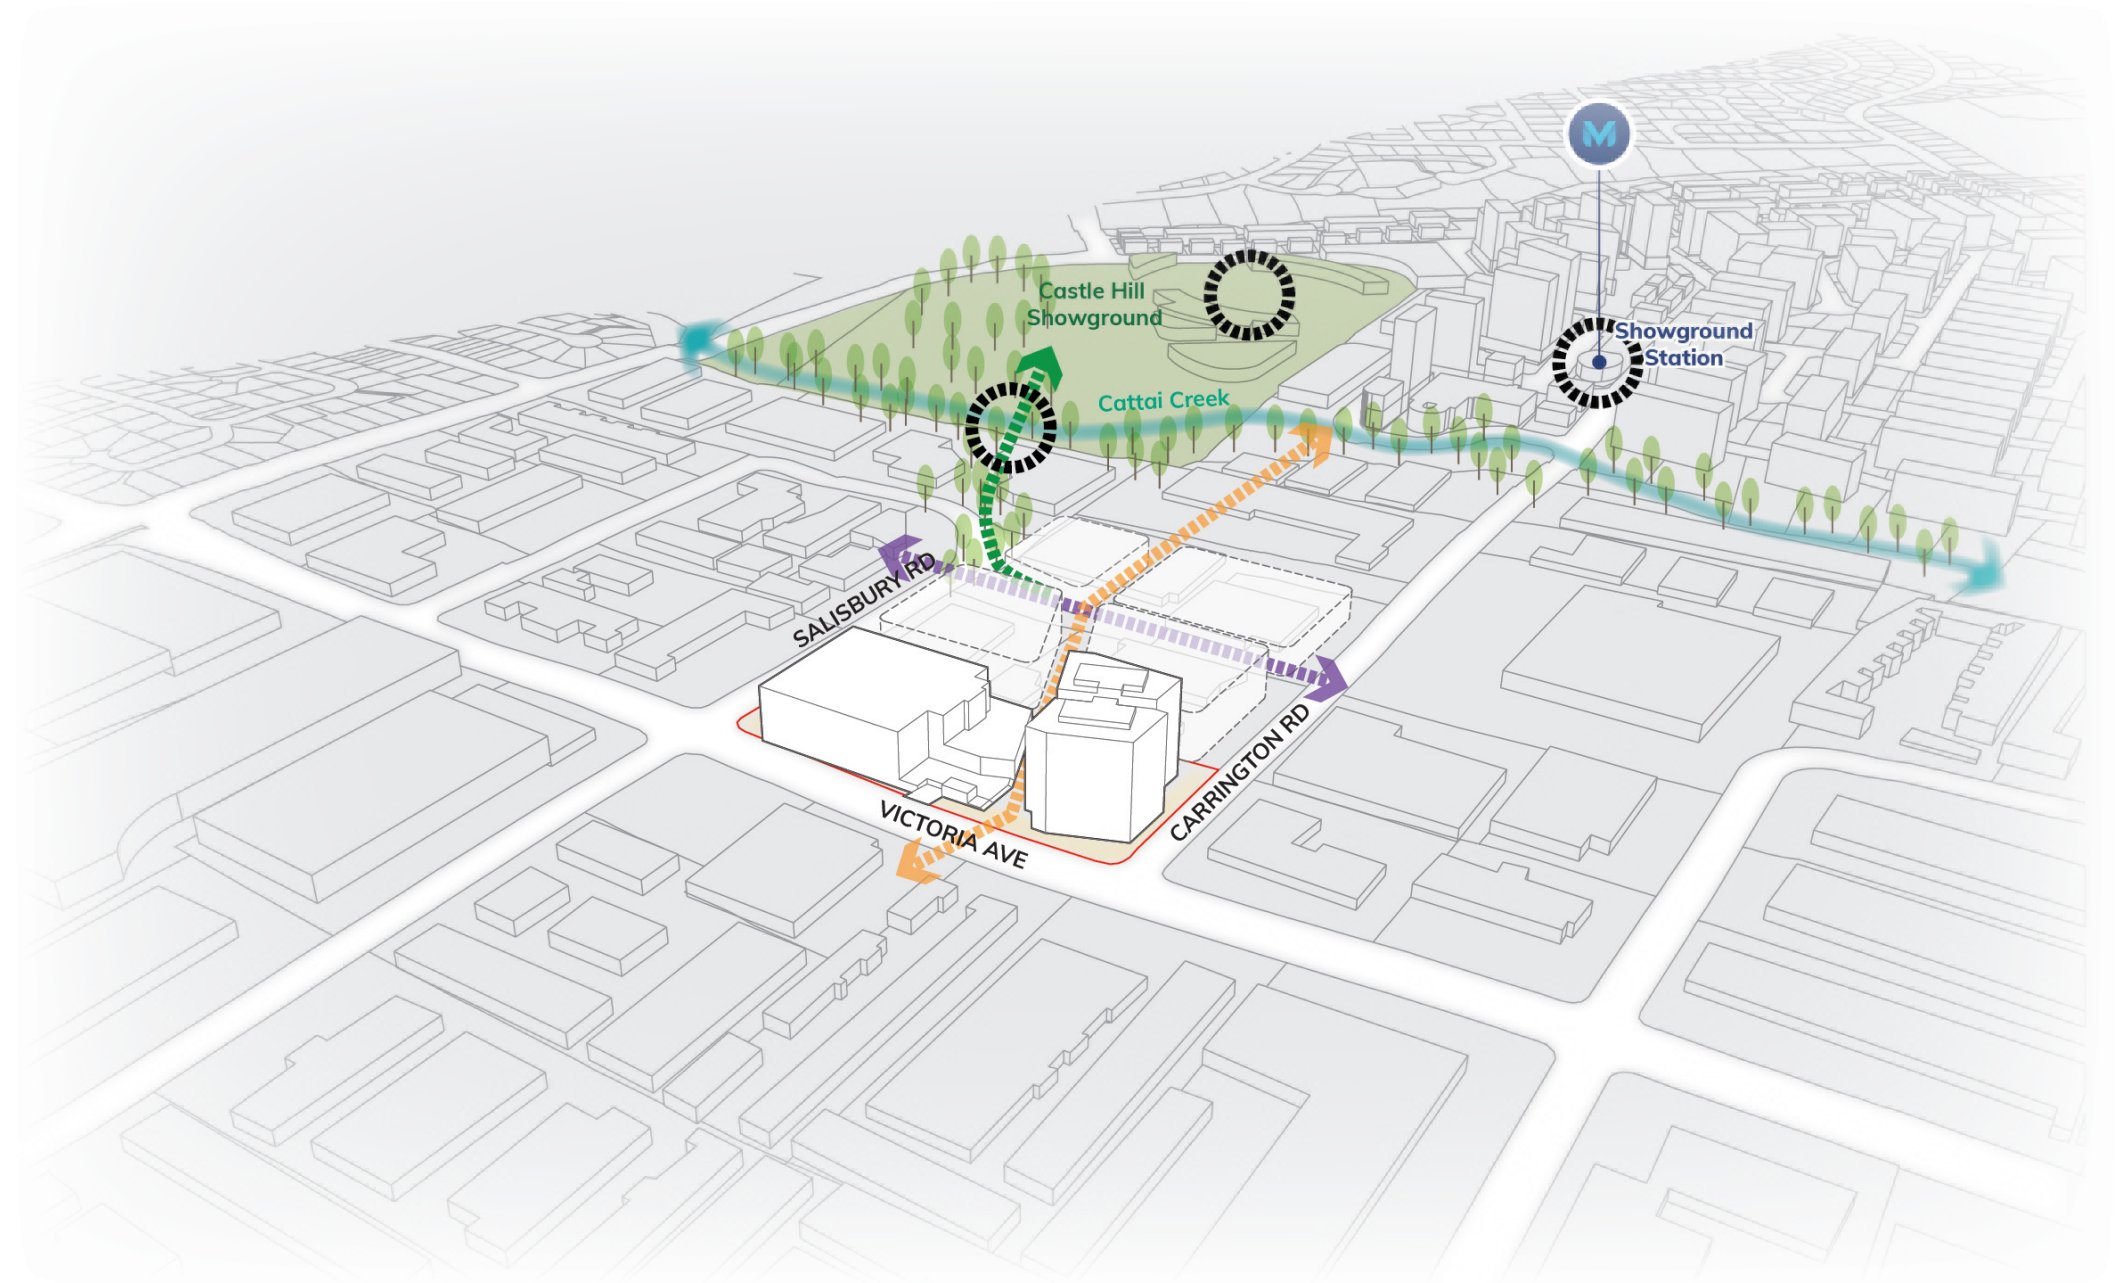 M
Castle Hill
Showground
Showground
Station
Cattai Creek
SALISBURY RD
CARRINGTON RD
VICTORIA AVE